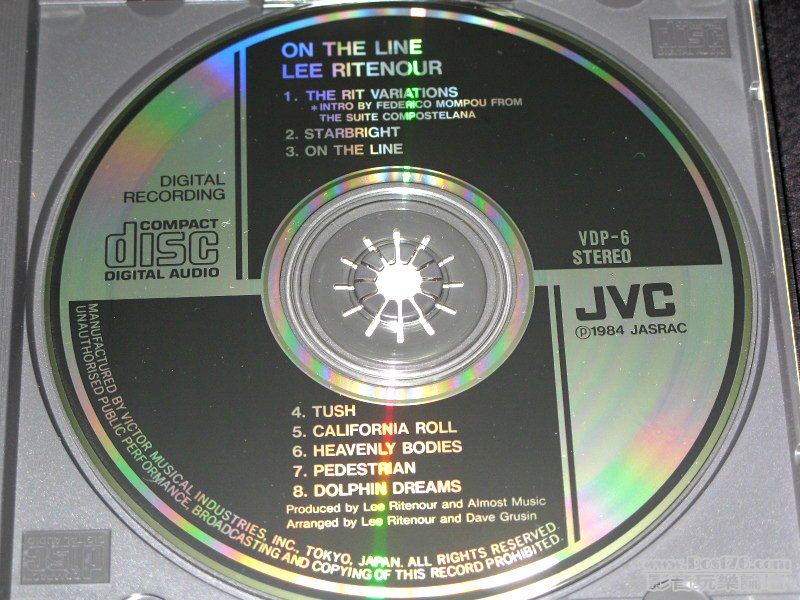 ON THE LINE
LEE RITENOUR
1. THE RIT VARIATIONS
*INTRO BY FEDERICO MOMPOU FROM
THE SUITE COMPOSTELANA
2. STARBRIGHT
3. ON THE LINE
DIGITAL
RECORDING
COMPACT
disc
DIGITAL AUDIO
VDP-6
STEREO
JVC
Ⓟ1984 JASRAC
4. TUSH
5. CALIFORNIA ROLL
6. HEAVENLY BODIES
7. PEDESTRIAN
8. DOLPHIN DREAMS
Produced by Lee Ritenour and Almost Music
Arranged by Lee Ritenour and Dave Grusin
MANUFACTURED BY VICTOR MUSICAL INDUSTRIES, INC., TOKYO, JAPAN. ALL RIGHTS RESERVED.
UNAUTHORISED PUBLIC PERFORMANCE, BROADCASTING AND COPYING OF THIS RECORD PROHIBITED.